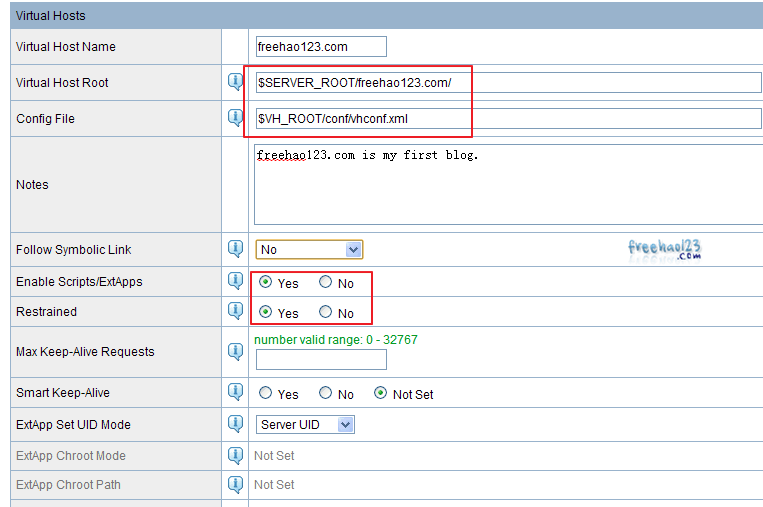 Virtual Hosts
Virtual Host Name freehao123.com
Virtual Host Root $SERVER_ROOT/freehao123.com/
Config File $VH_ROOT/conf/vhconf.xml
Notes freehao123.com is my first blog.
Follow Symbolic Link No
freehao123
.com
Enable Scripts/ExtApps Yes No
Restrained Yes No
number valid range: 0 - 32767
Max Keep-Alive Requests
Smart Keep-Alive Yes No Not Set
ExtApp Set UID Mode Server UID
ExtApp Chroot Mode Not Set
ExtApp Chroot Path Not Set